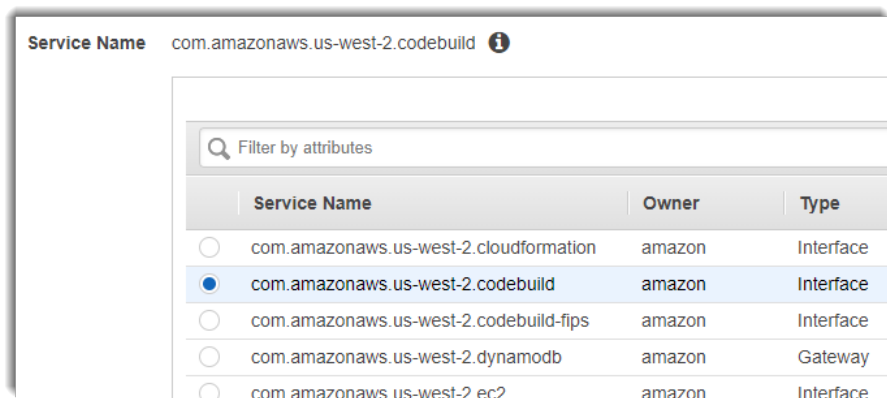 Service Name com.amazonaws.us-west-2.codebuild i
Filter by attributes
Service Name Owner Type
com.amazonaws.us-west-2.cloudformation amazon Interface
com.amazonaws.us-west-2.codebuild amazon Interface
com.amazonaws.us-west-2.codebuild-fips amazon Interface
com.amazonaws.us-west-2.dynamodb amazon Gateway
com.amazonaws.us-west-2.ec2 amazon Interface